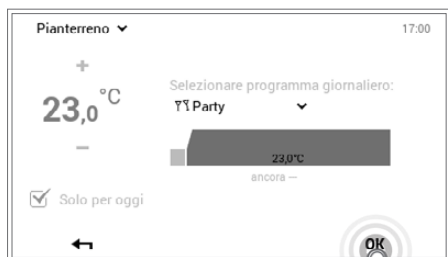 Pianterreno 17:00
+
23,0 °C
−
Selezionare programma giornaliero:
Party
23,0°C
ancora --
Solo per oggi
OK